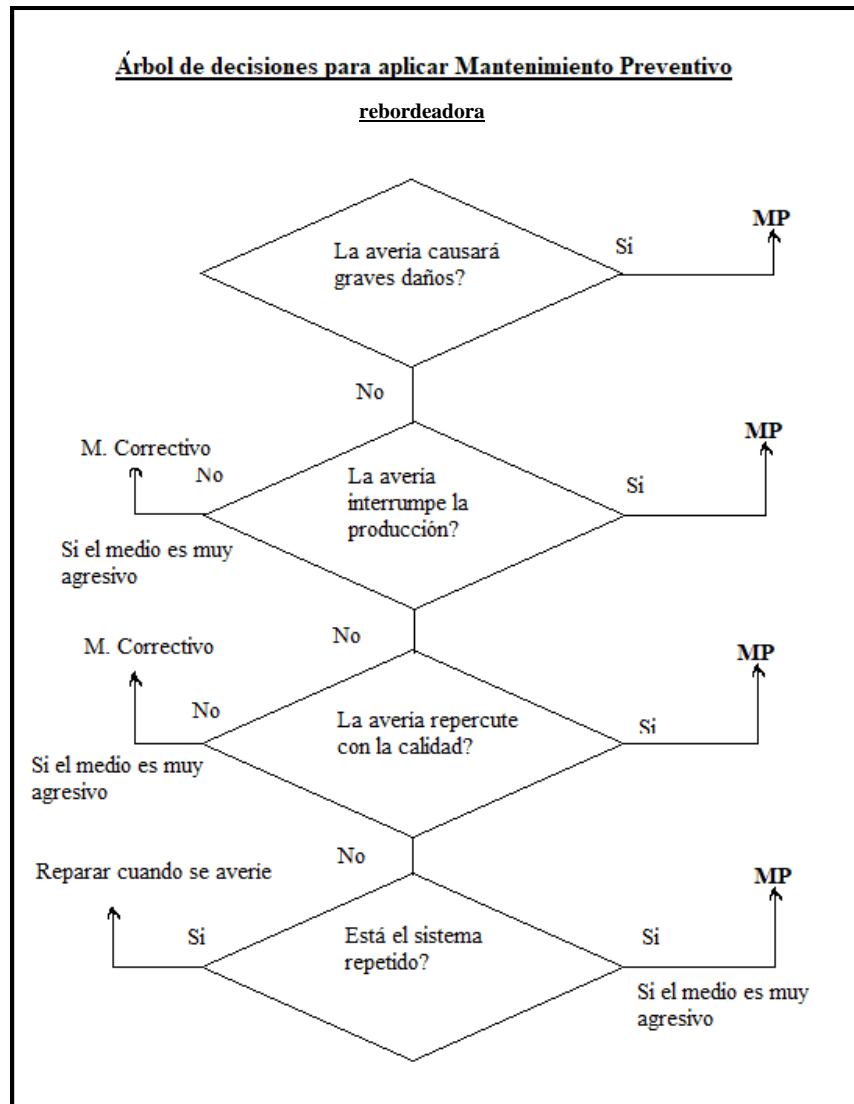 Árbol de decisiones para aplicar Mantenimiento Preventivo
rebordeadora
La avería causará
graves daños?
Si
MP
No
M. Correctivo
No
La avería
interrumpe la
producción?
Si
MP
Si el medio es muy
agresivo
No
M. Correctivo
No
La avería repercute
con la calidad?
Si
MP
Si el medio es muy
agresivo
No
Reparar cuando se averie
Si
Está el sistema
repetido?
Si
MP
Si el medio es muy
agresivo